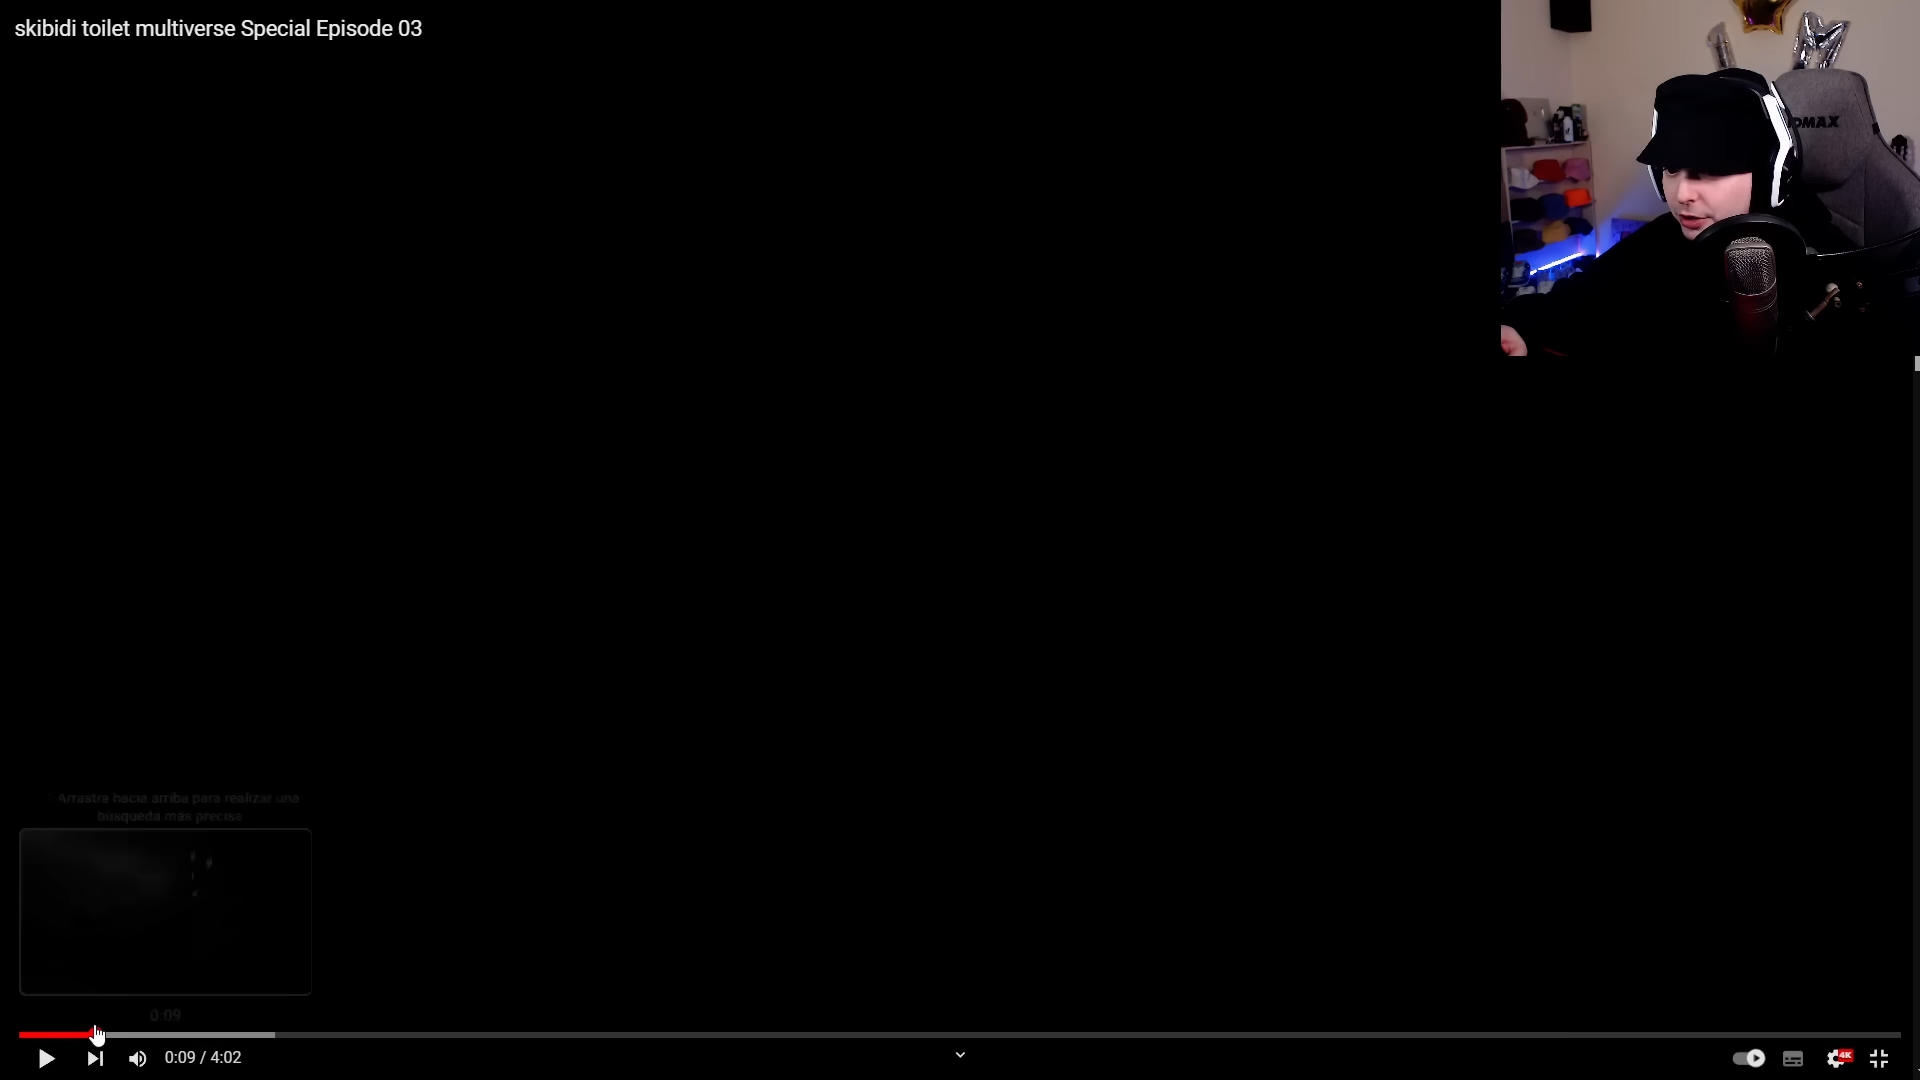 skibidi toilet multiverse Special Episode 03
Arrastra hacia arriba para realizar una
búsqueda más precisa
0:09
0:09 / 4:02
4K